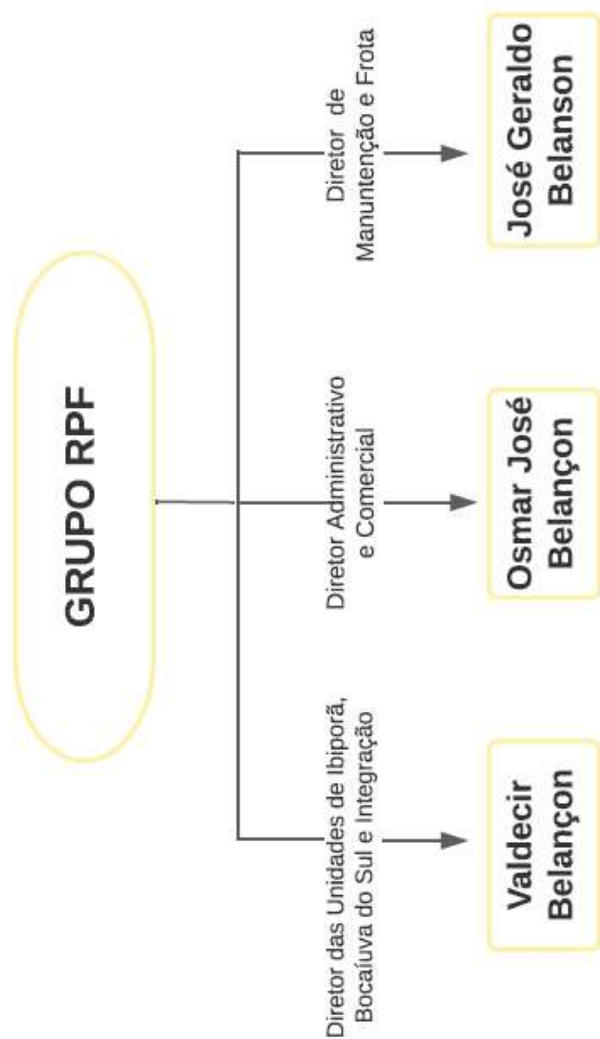 GRUPO RPF
Diretor das Unidades de Ibiporã,
Bocaíuva do Sul e Integração
Diretor Administrativo
e Comercial
Diretor de
Manuntenção e Frota
Valdecir
Belançon
Osmar José
Belançon
José Geraldo
Belanson